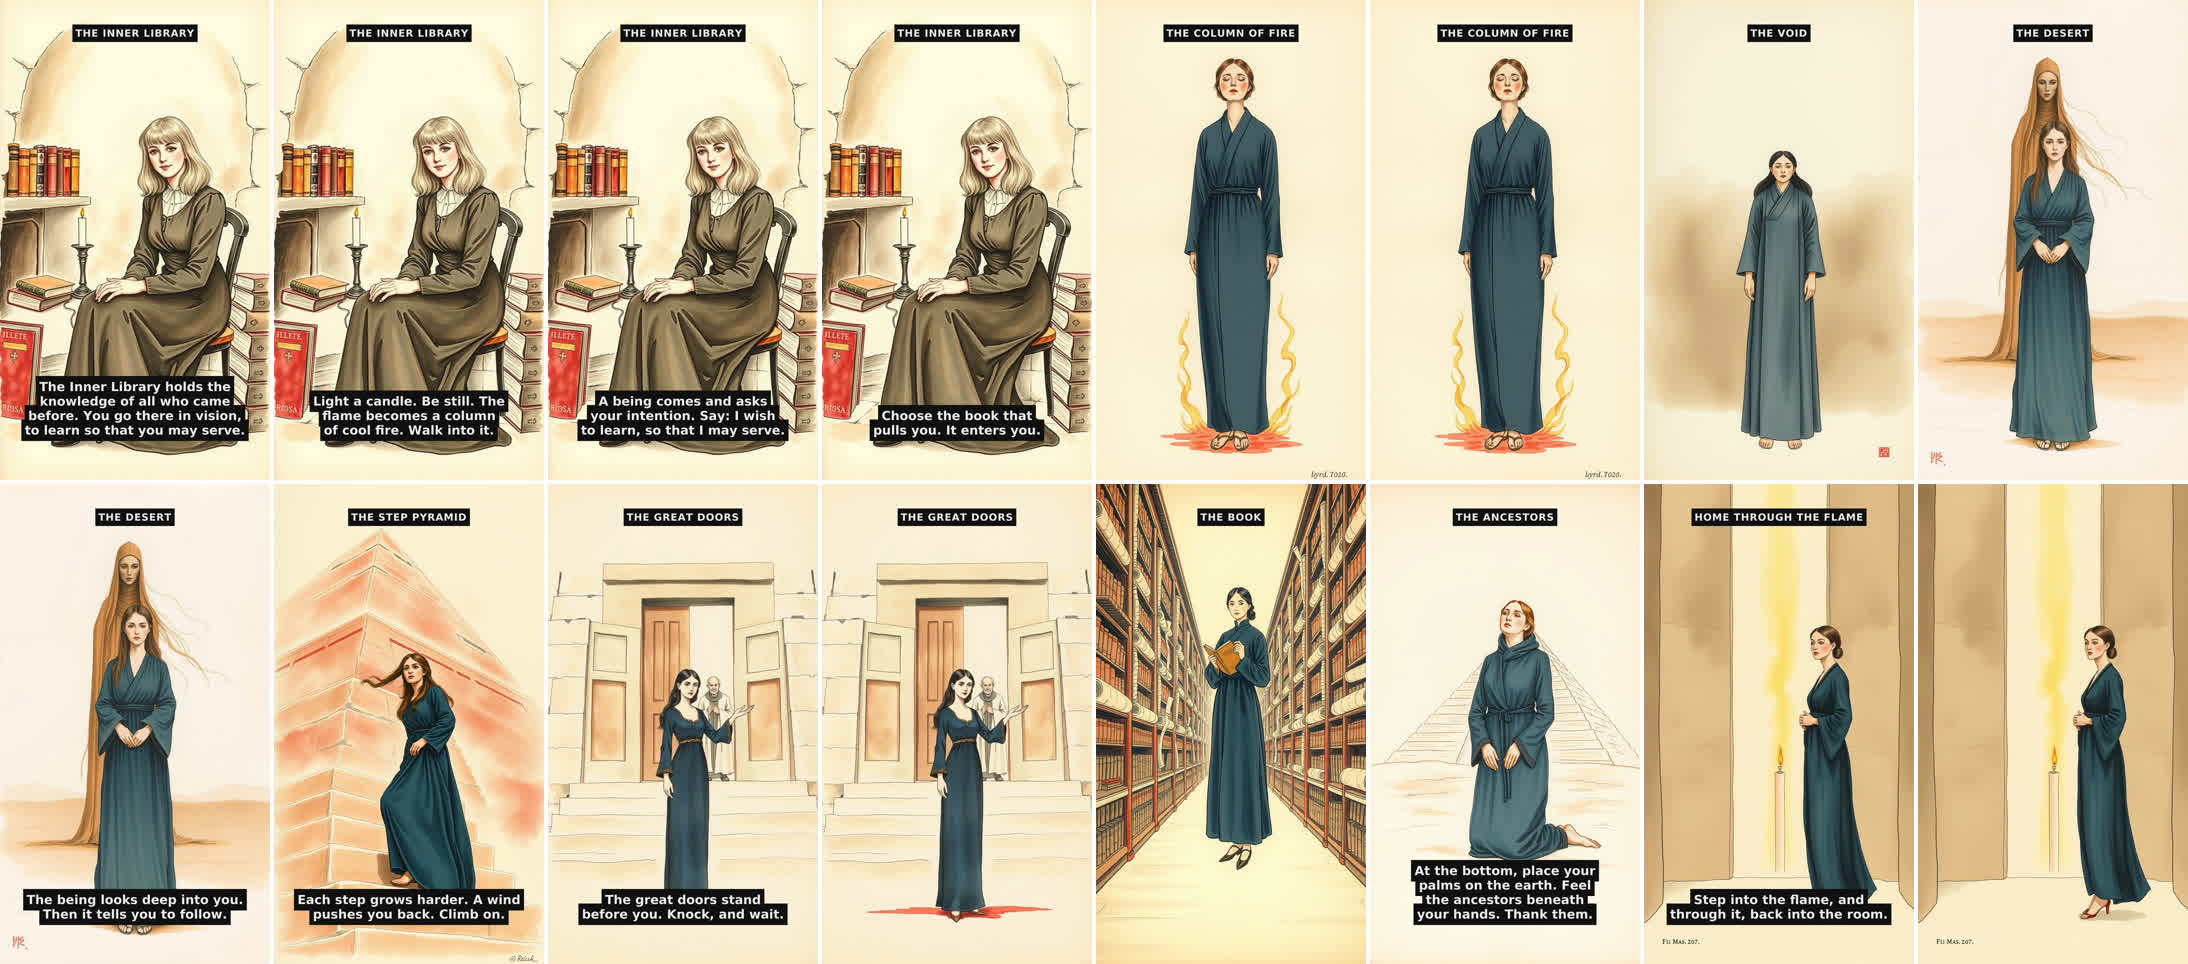 THE INNER LIBRARY
ILLETE
RIOSA
The Inner Library holds the
knowledge of all who came
before. You go there in vision,
to learn so that you may serve.
THE INNER LIBRARY
ILLETE
RIOSA
Light a candle. Be still. The
flame becomes a column
of cool fire. Walk into it.
THE INNER LIBRARY
ILLETE
RIOSA
A being comes and asks
your intention. Say: I wish
to learn, so that I may serve.
THE INNER LIBRARY
ILLETE
RIOSA
Choose the book that
pulls you. It enters you.
THE COLUMN OF FIRE
THE COLUMN OF FIRE
THE VOID
THE DESERT
THE DESERT
The being looks deep into you.
Then it tells you to follow.
THE STEP PYRAMID
Each step grows harder. A wind
pushes you back. Climb on.
THE GREAT DOORS
The great doors stand
before you. Knock, and wait.
THE GREAT DOORS
THE BOOK
THE ANCESTORS
At the bottom, place your
palms on the earth. Feel
the ancestors beneath
your hands. Thank them.
HOME THROUGH THE FLAME
Step into the flame, and
through it, back into the room.